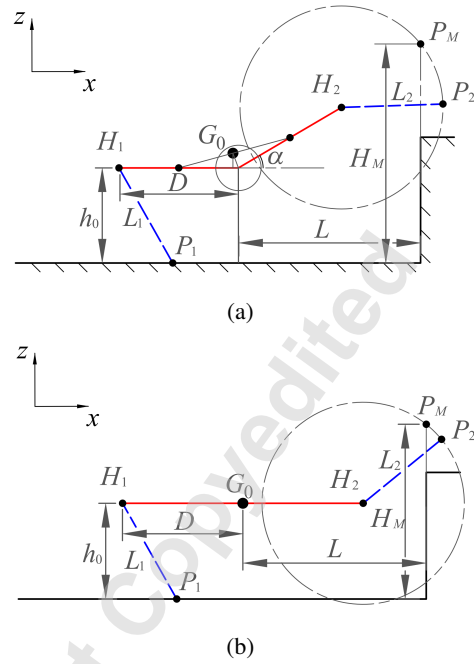 z
x
P_M
H_2
L_2
P_2
G_0
H_1
α
H_M
D
h_0
L_1
L
P_1
(a)
z
x
P_M
P_2
L_2
H_1
G_0
H_2
D
H_M
h_0
L_1
L
P_1
(b)
t Copyedited